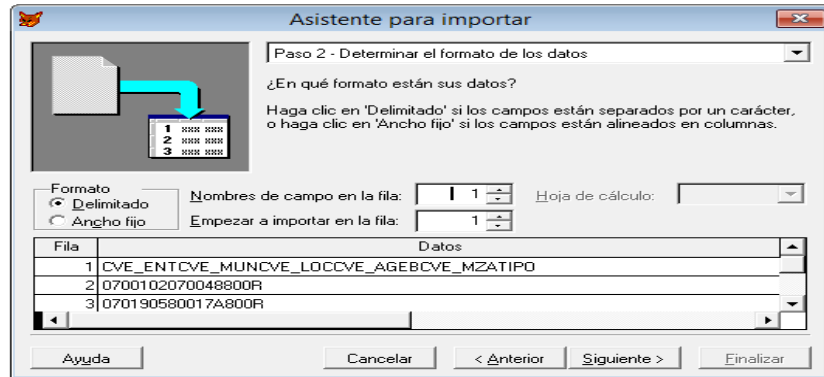 Asistente para importar
Paso 2 - Determinar el formato de los datos
¿En qué formato están sus datos?
Haga clic en 'Delimitado' si los campos están separados por un carácter,
o haga clic en 'Ancho fijo' si los campos están alineados en columnas.
1 xxx xxx
2 xxx xxx
3 xxx xxx
Formato
Delimitado
Ancho fijo
Nombres de campo en la fila: 1
Hoja de cálculo:
Empezar a importar en la fila: 1
Fila Datos
1 CVE_ENTCVE_MUNCVE_LOCCVE_AGEBCVE_MZATIPO
2 0700102070048800R
3 070190580017A800R
Ayuda Cancelar < Anterior Siguiente > Finalizar